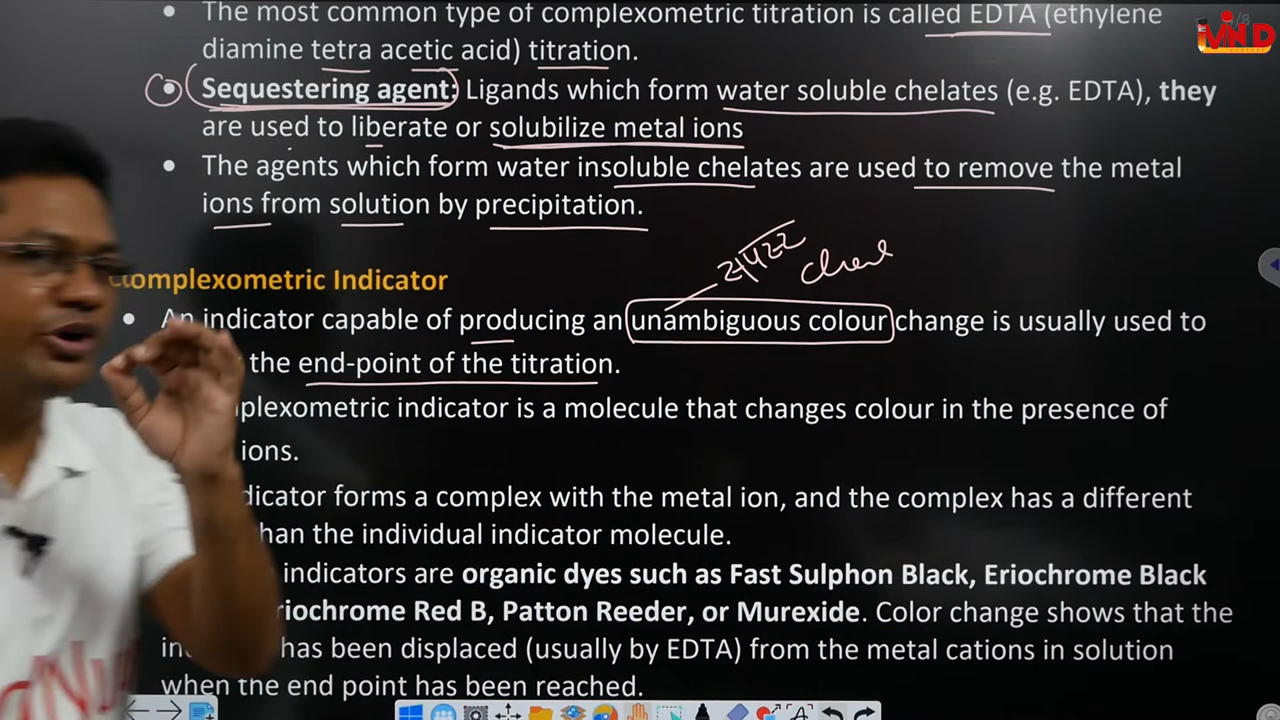 The most common type of complexometric titration is called EDTA (ethylene
diamine tetra acetic acid) titration.
Sequestering agent: Ligands which form water soluble chelates (e.g. EDTA), they
are used to liberate or solubilize metal ions
The agents which form water insoluble chelates are used to remove the metal
ions from solution by precipitation.
Complexometric Indicator
An indicator capable of producing an unambiguous colour change is usually used to
the end-point of the titration.
plexometric indicator is a molecule that changes colour in the presence of
ions.
dicator forms a complex with the metal ion, and the complex has a different
han the individual indicator molecule.
indicators are organic dyes such as Fast Sulphon Black, Eriochrome Black
riochrome Red B, Patton Reeder, or Murexide. Color change shows that the
in has been displaced (usually by EDTA) from the metal cations in solution
when the end point has been reached.